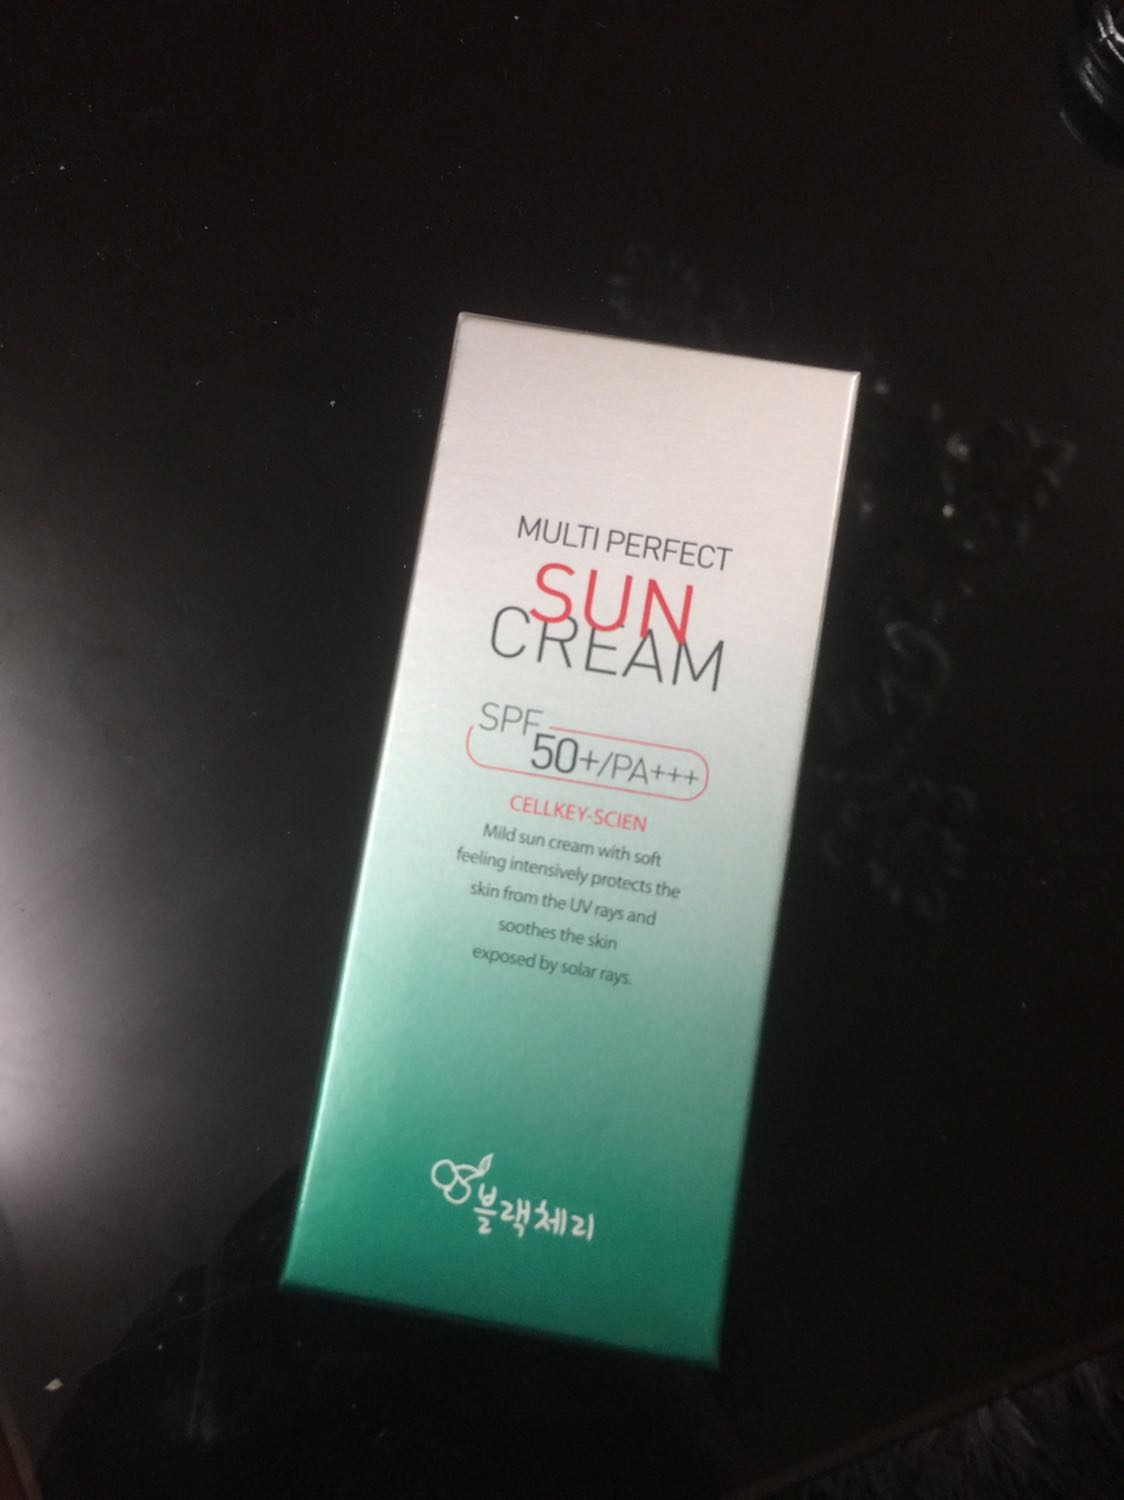 MULTI PERFECT
SUN
CREAM
SPF
50+/PA+++
CELLKEY-SCIEN
Mild sun cream with soft
feeling intensively protects the
skin from the UV rays and
soothes the skin
exposed by solar rays.
블랙체리